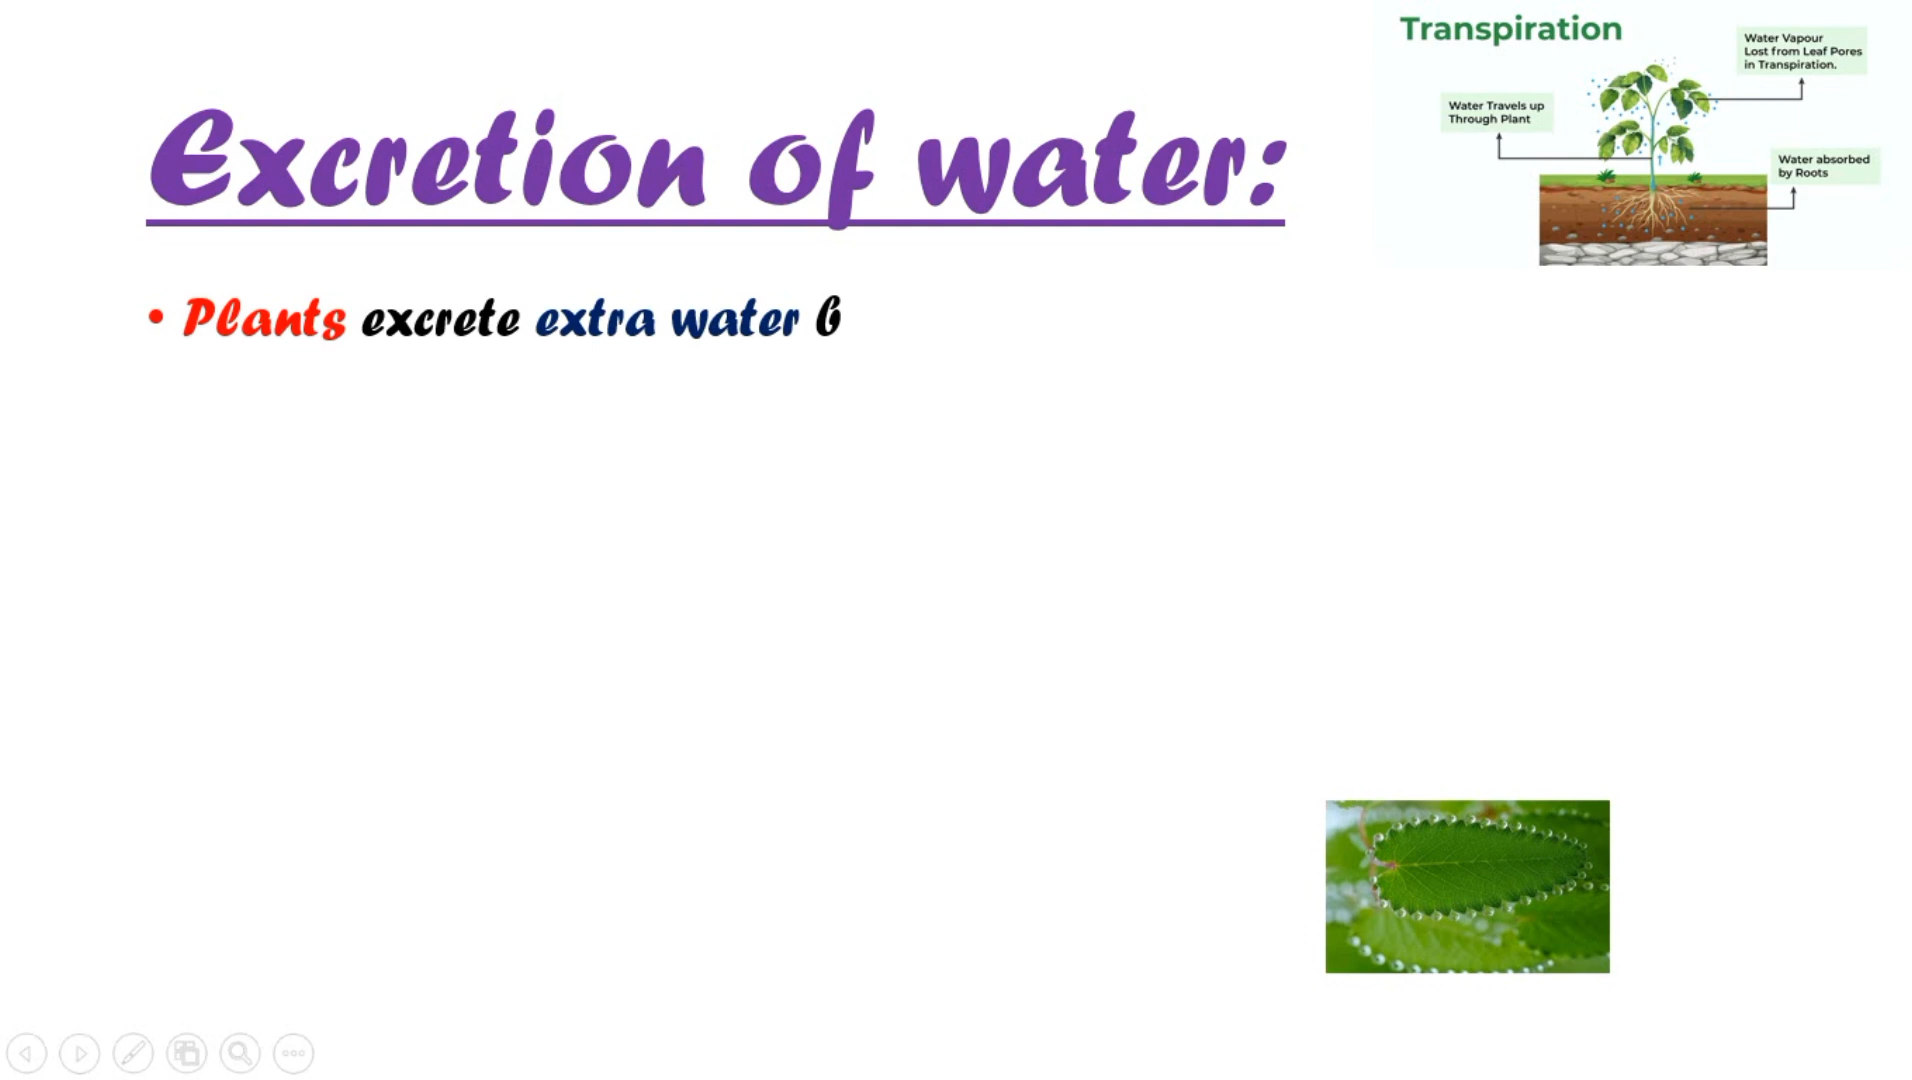 Transpiration
Water Vapour
Lost from Leaf Pores
in Transpiration.
Water Travels up
Through Plant
Water absorbed
by Roots
Excretion of water:
• Plants excrete extra water b